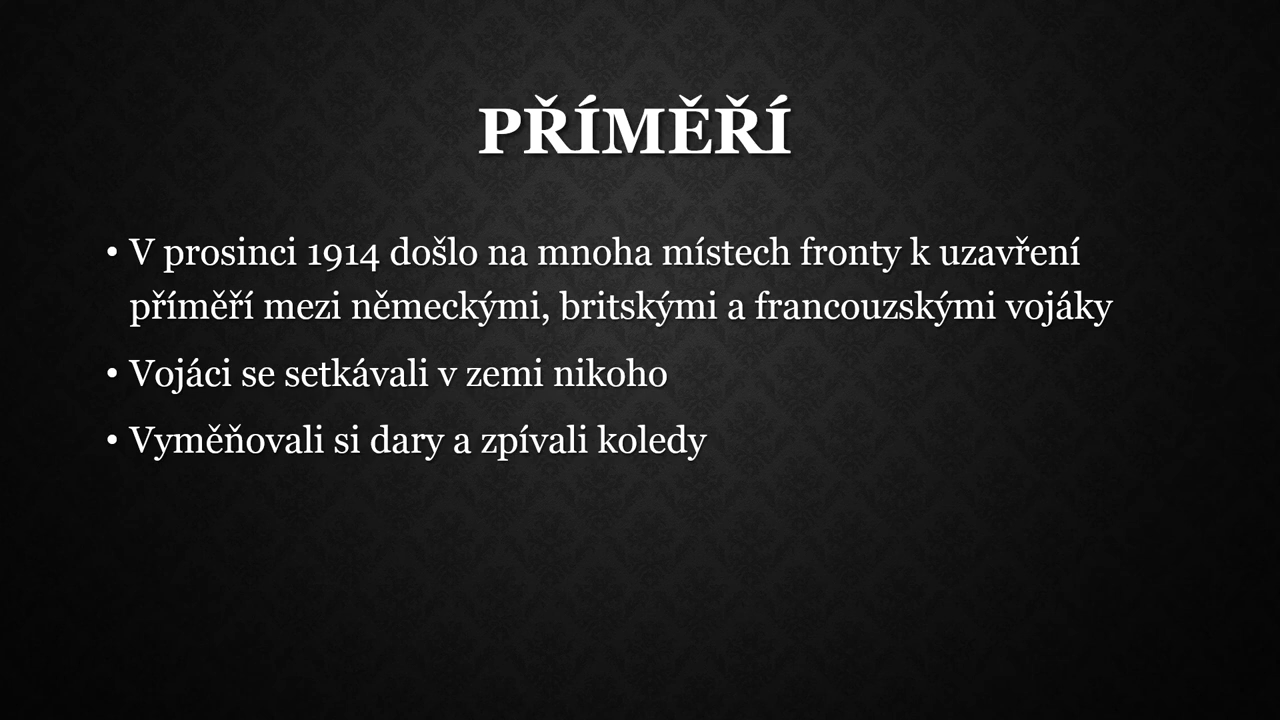 PŘÍMĚŘÍ
• V prosinci 1914 došlo na mnoha místech fronty k uzavření
příměří mezi německými, britskými a francouzskými vojáky
• Vojáci se setkávali v zemi nikoho
• Vyměňovali si dary a zpívali koledy